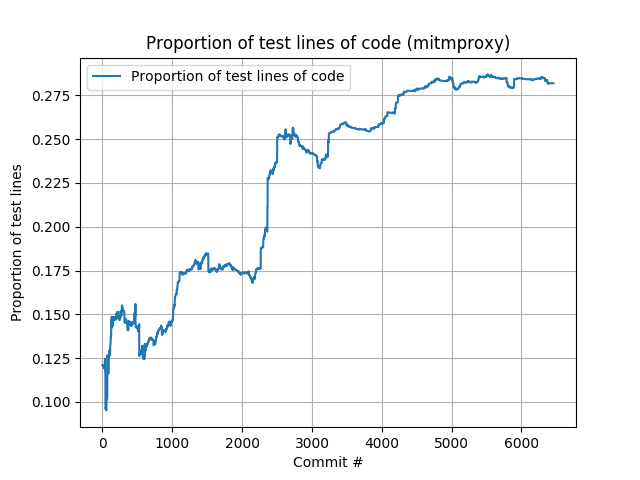 Proportion of test lines of code (mitmproxy)
Proportion of test lines of code
0.275
0.250
0.225
0.200
0.175
0.150
0.125
0.100
Proportion of test lines
0 1000 2000 3000 4000 5000 6000
Commit #